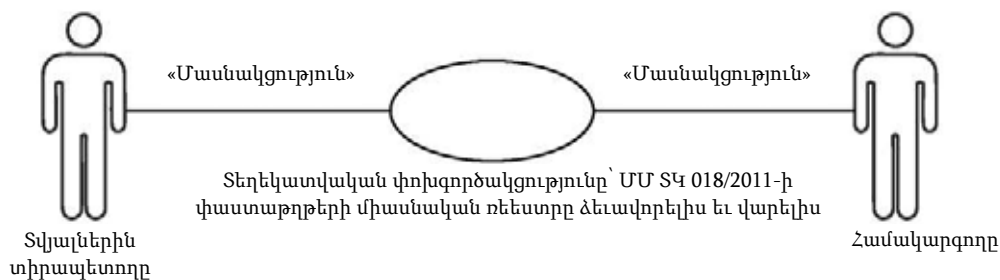 «Մասնակցություն»
«Մասնակցություն»
Տեղեկատվական փոխգործակցությունը՝ ՄՄ ՏԿ 018/2011-ի
փաստաթղթերի միասնական ռեեստրը ձեւավորելիս եւ վարելիս
Տվյալներին
տիրապետողը
Համակարգողը